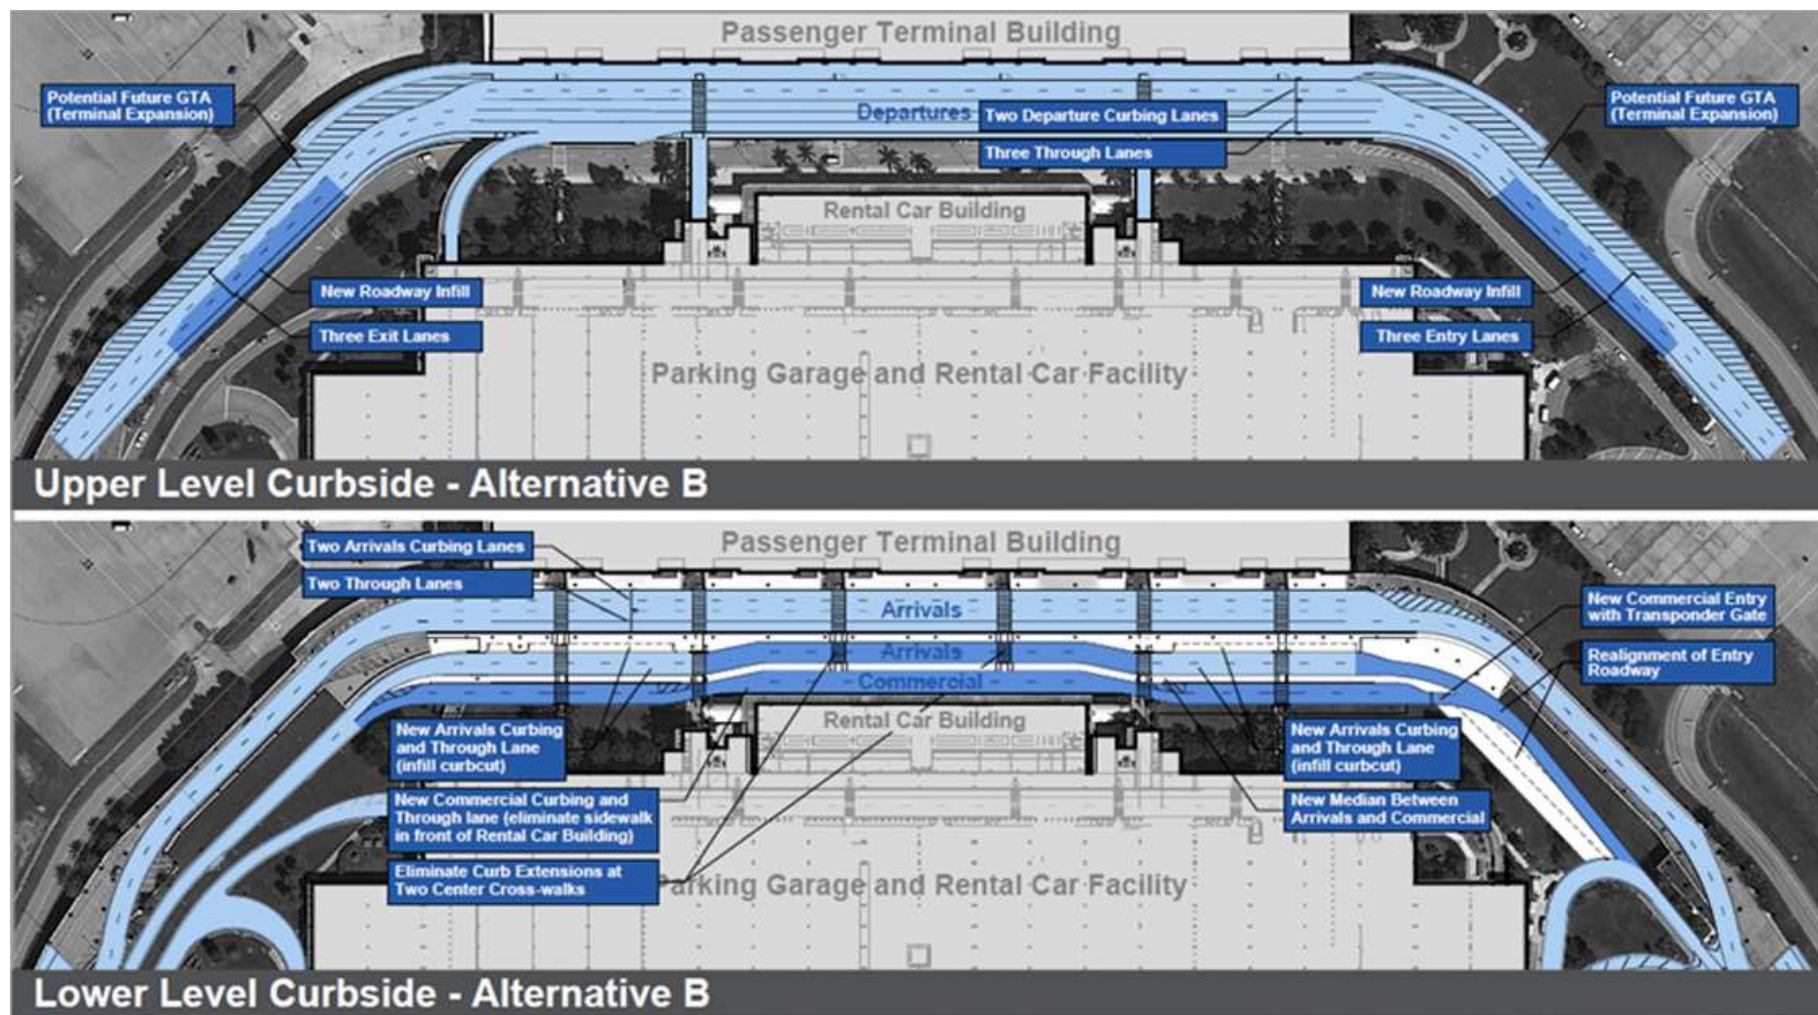 Passenger Terminal Building
Potential Future GTA
(Terminal Expansion)
Potential Future GTA
(Terminal Expansion)
Departures
Two Departure Curbing Lanes
Three Through Lanes
Rental Car Building
New Roadway Infill
Three Exit Lanes
New Roadway Infill
Three Entry Lanes
Parking Garage and Rental Car Facility
Upper Level Curbside - Alternative B
Passenger Terminal Building
Two Arrivals Curbing Lanes
Two Through Lanes
Arrivals
New Commercial Entry
with Transponder Gate
Arrivals
Realignment of Entry
Roadway
Commercial
Rental Car Building
New Arrivals Curbing
and Through Lane
(infill curbcut)
New Arrivals Curbing
and Through Lane
(infill curbcut)
New Commercial Curbing and
Through lane (eliminate sidewalk
in front of Rental Car Building)
New Median Between
Arrivals and Commercial
Eliminate Curb Extensions at
Two Center Cross-walks
Parking Garage and Rental Car Facility
Lower Level Curbside - Alternative B